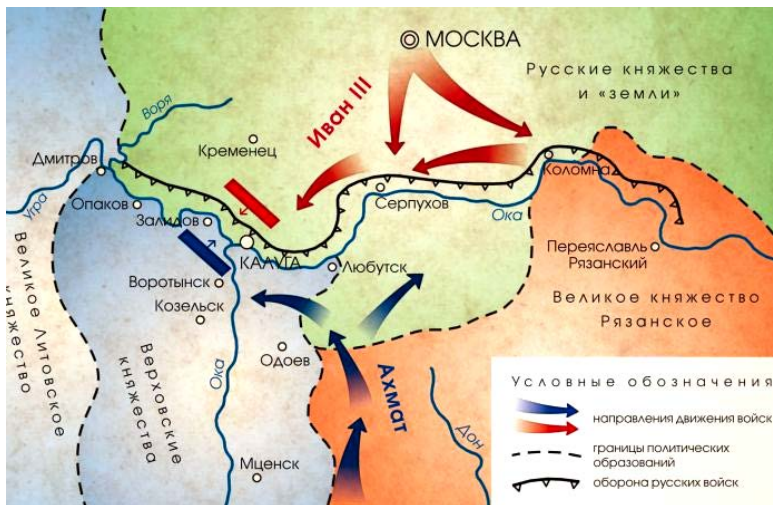 МОСКВА
Русские княжества
и «земли»
Иван III
Воря
Кременец
Дмитров
Угра
Опаков
Залидов
Серпухов
Коломна
Ока
КАЛУГА
Любутск
Переяславль
Рязанский
Воротынск
Козельск
Великое Литовское
княжество
Верховские
княжества
Ока
Одоев
Ахмат
Великое княжество
Рязанское
Дон
Мценск
Условные обозначения
направления движения войск
границы политических
образований
оборона русских войск